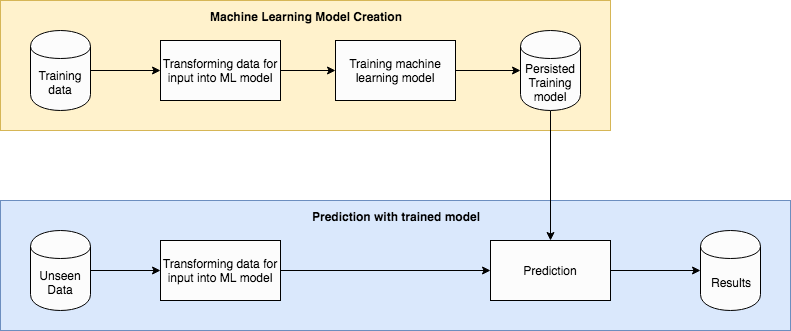 Machine Learning Model Creation
Training
data
Transforming data for
input into ML model
Training machine
learning model
Persisted
Training
model
Prediction with trained model
Unseen
Data
Transforming data for
input into ML model
Prediction
Results